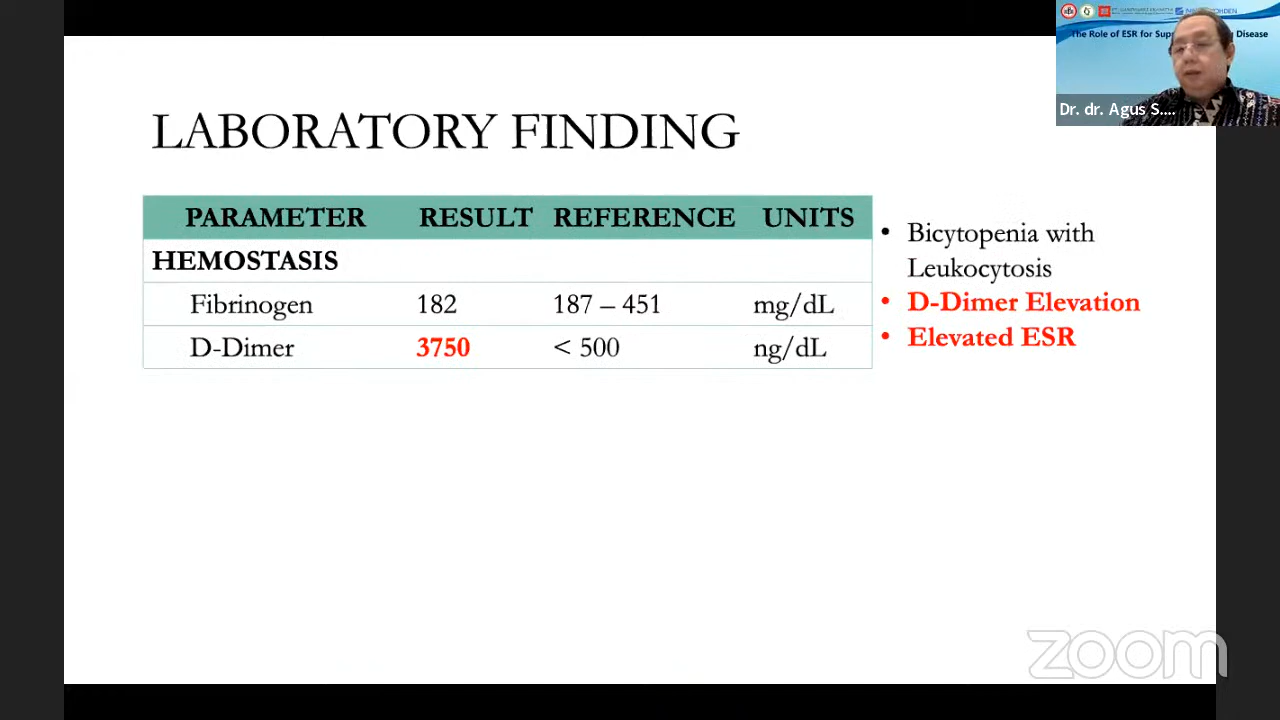 The Role of ESR for Sup
Disease
Dr. dr. Agus S....
LABORATORY FINDING
PARAMETER RESULT REFERENCE UNITS
HEMOSTASIS
Fibrinogen 182 187 – 451 mg/dL
D-Dimer 3750 < 500 ng/dL
• Bicytopenia with
Leukocytosis
• D-Dimer Elevation
• Elevated ESR
zoom